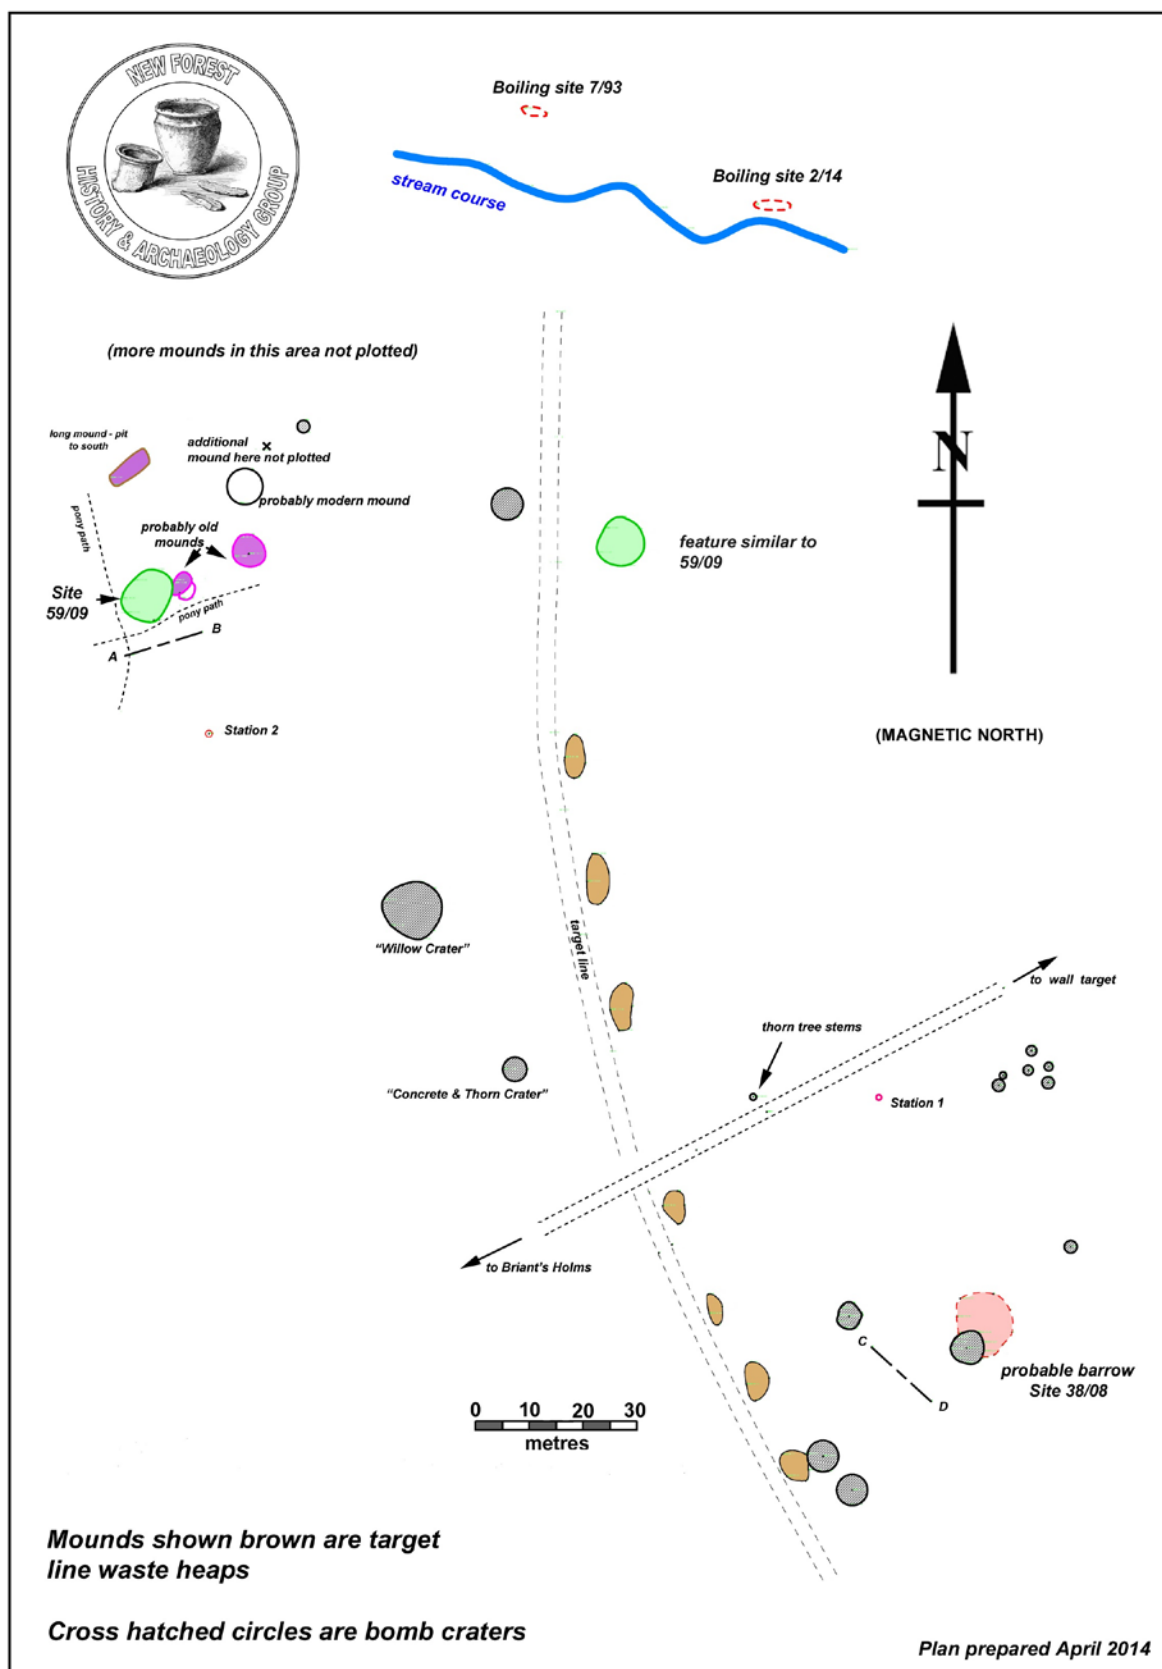 NEW FOREST
HISTORY & ARCHAEOLOGY GROUP
Boiling site 7/93
Boiling site 2/14
stream course
(more mounds in this area not plotted)
long mound - pit
to south
additional
mound here not plotted
probably modern mound
pony path
probably old
mounds
feature similar to
59/09
Site
59/09
pony path
A
B
N
Station 2
(MAGNETIC NORTH)
"Willow Crater"
target line
to wall target
thorn tree stems
"Concrete & Thorn Crater"
Station 1
to Briant's Holms
C
D
probable barrow
Site 38/08
0 10 20 30
metres
Mounds shown brown are target
line waste heaps
Cross hatched circles are bomb craters
Plan prepared April 2014